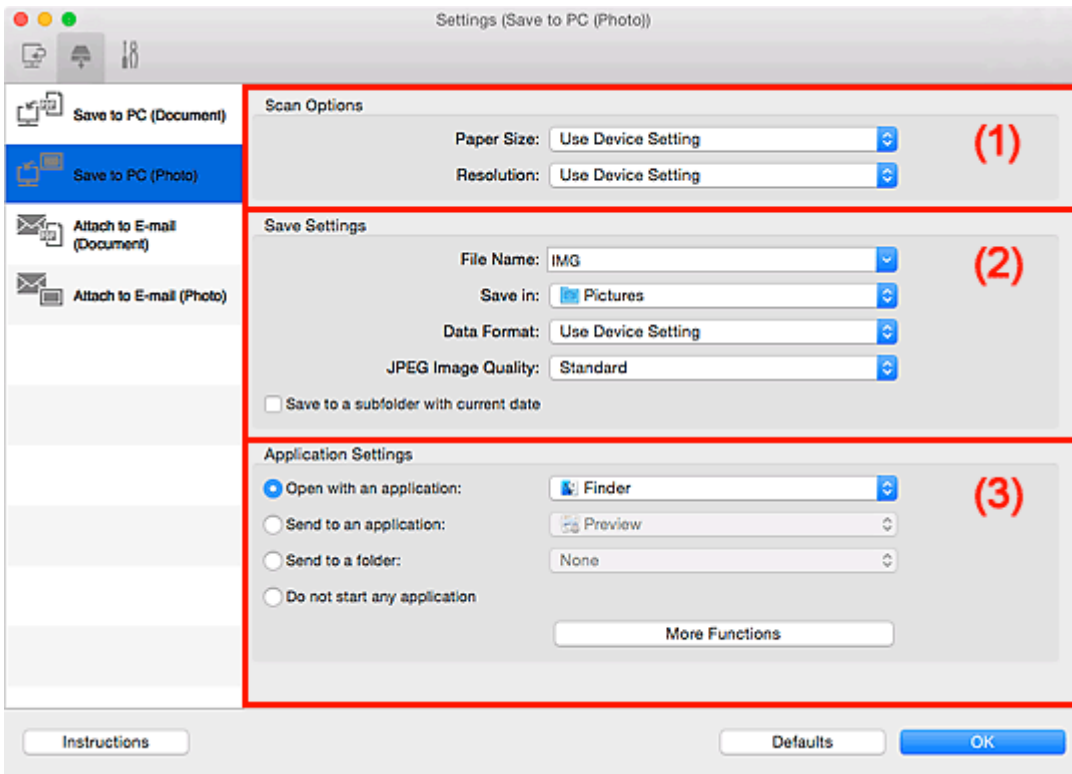 Settings (Save to PC (Photo))
Save to PC (Document)
Save to PC (Photo)
Attach to E-mail
(Document)
Attach to E-mail (Photo)
Scan Options
(1)
Paper Size: Use Device Setting
Resolution: Use Device Setting
Save Settings
(2)
File Name: IMG
Save in: Pictures
Data Format: Use Device Setting
JPEG Image Quality: Standard
Save to a subfolder with current date
Application Settings
(3)
Open with an application: Finder
Send to an application: Preview
Send to a folder: None
Do not start any application
More Functions
Instructions
Defaults
OK